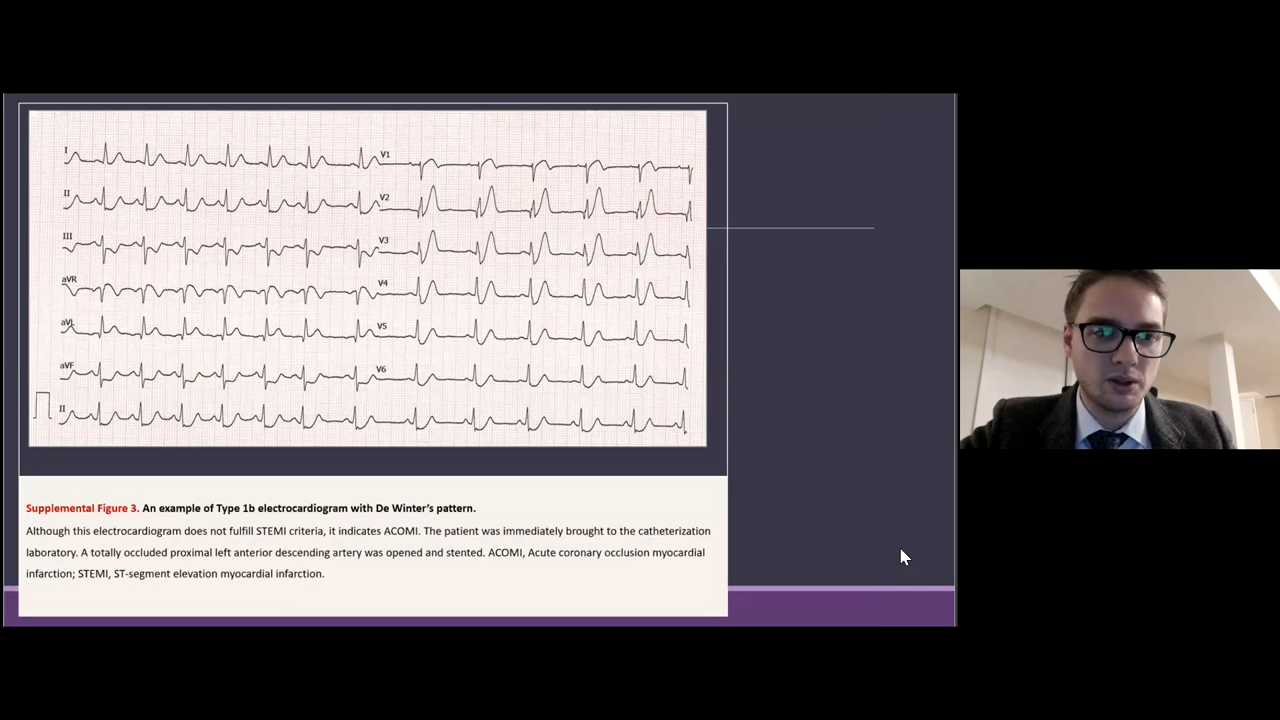 I
V1
II
V2
III
V3
aVR
V4
aVL
V5
aVF
V6
II
Supplemental Figure 3. An example of Type 1b electrocardiogram with De Winter's pattern.
Although this electrocardiogram does not fulfill STEMI criteria, it indicates ACOMI. The patient was immediately brought to the catheterization
laboratory. A totally occluded proximal left anterior descending artery was opened and stented. ACOMI, Acute coronary occlusion myocardial
infarction; STEMI, ST-segment elevation myocardial infarction.